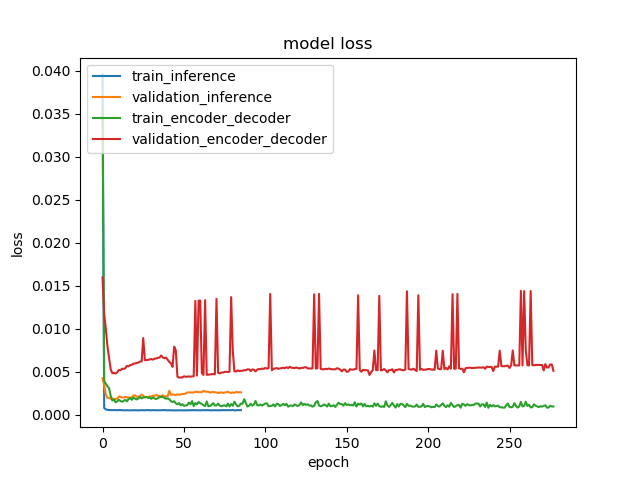 model loss
train_inference
validation_inference
train_encoder_decoder
validation_encoder_decoder
0.040
0.035
0.030
0.025
0.020
0.015
0.010
0.005
0.000
loss
0 50 100 150 200 250
epoch